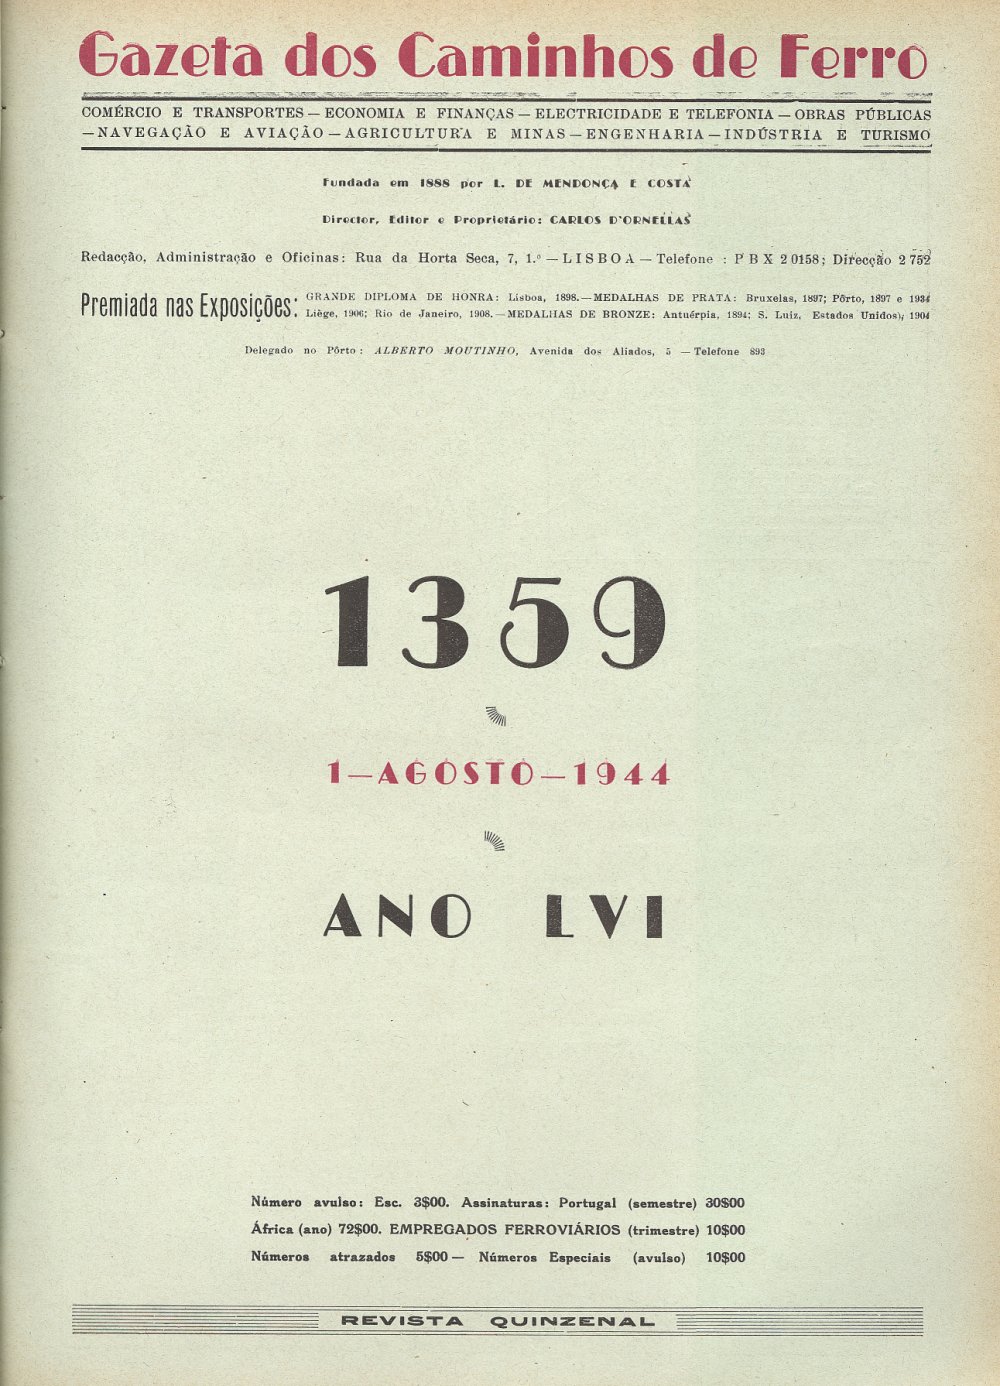 Gazeta dos Caminhos de Ferro
COMÉRCIO E TRANSPORTES — ECONOMIA E FINANÇAS — ELECTRICIDADE E TELEFONIA — OBRAS PÚBLICAS
— NAVEGAÇÃO E AVIAÇÃO — AGRICULTURA E MINAS — ENGENHARIA — INDÚSTRIA E TURISMO
Fundada em 1888 por L. DE MENDONÇA E COSTA
Director, Editor e Proprietário: CARLOS D'ORNELLAS
Redacção, Administração e Oficinas: Rua da Horta Seca, 7, 1.º — LISBOA — Telefone : PBX 20158; Direcção 2 752
Premiada nas Exposições: GRANDE DIPLOMA DE HONRA: Lisboa, 1898. — MEDALHAS DE PRATA: Bruxelas, 1897; Pôrto, 1897 e 1934
Liège, 1906; Rio de Janeiro, 1908. — MEDALHAS DE BRONZE: Antuérpia, 1894; S. Luiz, Estados Unidos), 1904
Delegado no Pôrto: ALBERTO MOUTINHO, Avenida dos Aliados, 5 — Telefone 893
1359
1—AGOSTO—1944
ANO LVI
Número avulso: Esc. 3$00. Assinaturas: Portugal (semestre) 30$00
África (ano) 72$00. EMPREGADOS FERROVIÁRIOS (trimestre) 10$00
Números atrazados 5$00 — Números Especiais (avulso) 10$00
REVISTA QUINZENAL